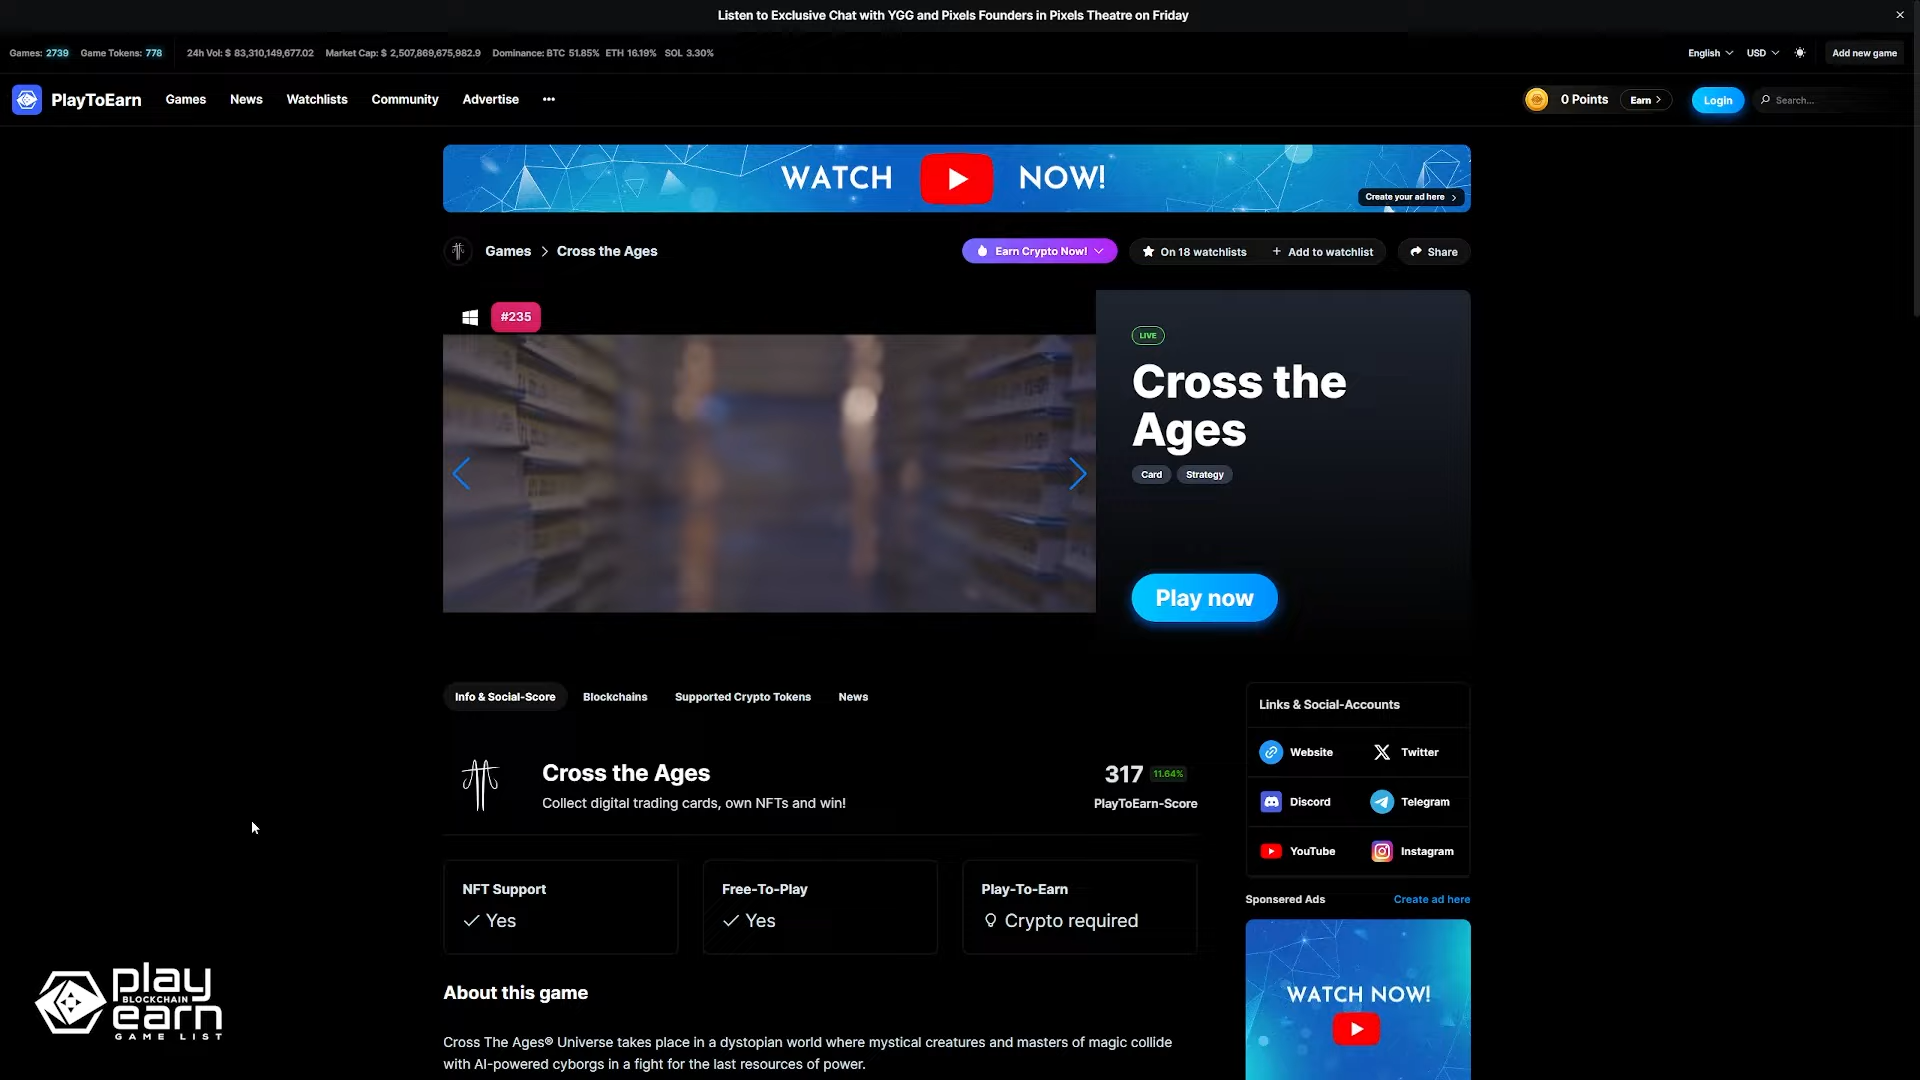 Listen to Exclusive Chat with YGG and Pixels Founders in Pixels Theatre on Friday
Games: 2739 Game Tokens: 778 24h Vol: $ 83,310,149,677.02 Market Cap: $ 2,507,869,675,982.9 Dominance: BTC 51.85% ETH 16.19% SOL 3.30% English USD Add new game
PlayToEarn Games News Watchlists Community Advertise ••• 0 Points Earn Login Search...
WATCH NOW!
Create your ad here
Games > Cross the Ages Earn Crypto Now! On 18 watchlists + Add to watchlist Share
#235
LIVE
Cross the
Ages
Card Strategy
Play now
Info & Social-Score Blockchains Supported Crypto Tokens News
Links & Social-Accounts
Website Twitter
Discord Telegram
YouTube Instagram
Cross the Ages
Collect digital trading cards, own NFTs and win!
317 11.64%
PlayToEarn-Score
NFT Support
Yes
Free-To-Play
Yes
Play-To-Earn
Crypto required
Sponsered Ads Create ad here
WATCH NOW!
About this game
Cross The Ages® Universe takes place in a dystopian world where mystical creatures and masters of magic collide
with AI-powered cyborgs in a fight for the last resources of power.
play
BLOCKCHAIN
earn
GAME LIST